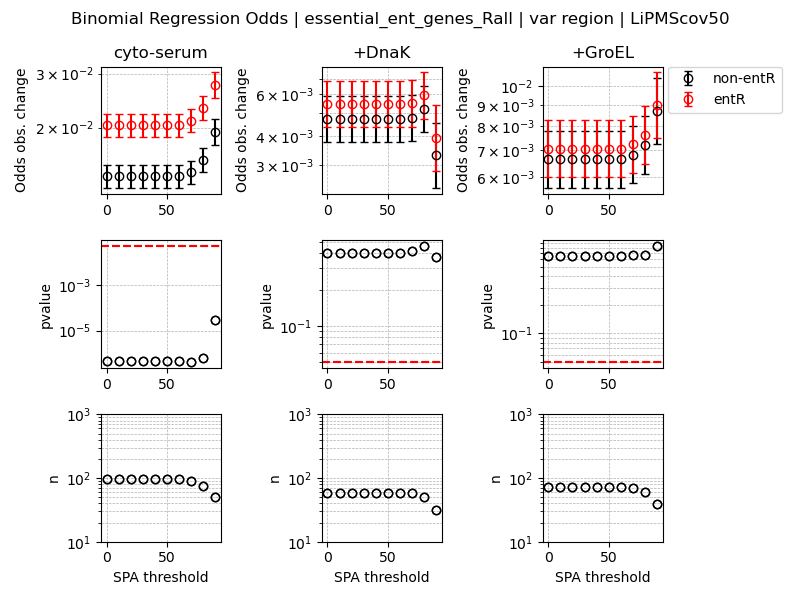 Binomial Regression Odds | essential_ent_genes_Rall | var region | LiPMScov50
cyto-serum
+DnaK
+GroEL
Odds obs. change
3 × 10⁻²
2 × 10⁻²
0
50
Odds obs. change
6 × 10⁻³
4 × 10⁻³
3 × 10⁻³
0
50
Odds obs. change
10⁻²
9 × 10⁻³
8 × 10⁻³
7 × 10⁻³
6 × 10⁻³
0
50
non-entR
entR
pvalue
10⁻³
10⁻⁵
0
50
pvalue
10⁻¹
0
50
pvalue
10⁻¹
0
50
n
10³
10²
10¹
0
50
SPA threshold
n
10³
10²
10¹
0
50
SPA threshold
n
10³
10²
10¹
0
50
SPA threshold